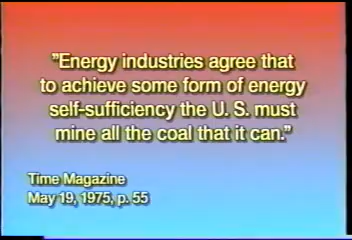 "Energy industries agree that
to achieve some form of energy
self-sufficiency the U. S. must
mine all the coal that it can."
Time Magazine
May 19, 1975, p. 55